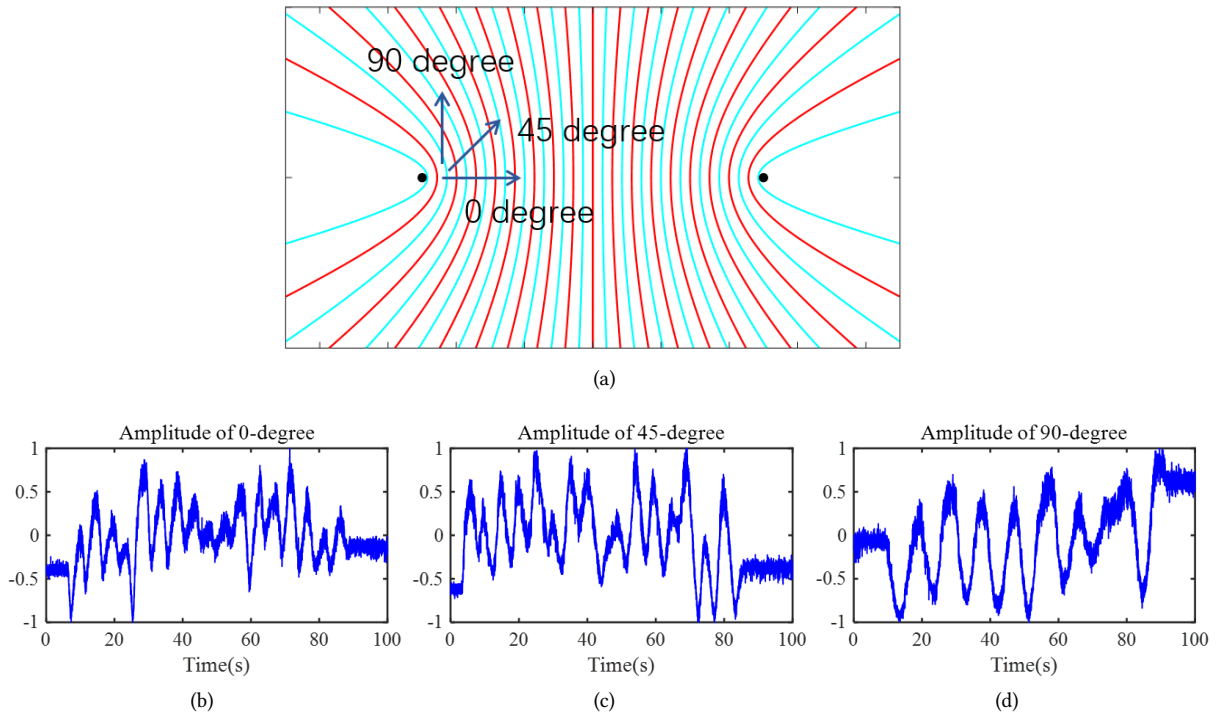 90 degree
45 degree
0 degree
(a)
Amplitude of 0-degree
1
0.5
0
-0.5
-1
0 20 40 60 80 100
Time(s)
(b)
Amplitude of 45-degree
1
0.5
0
-0.5
-1
0 20 40 60 80 100
Time(s)
(c)
Amplitude of 90-degree
1
0.5
0
-0.5
-1
0 20 40 60 80 100
Time(s)
(d)